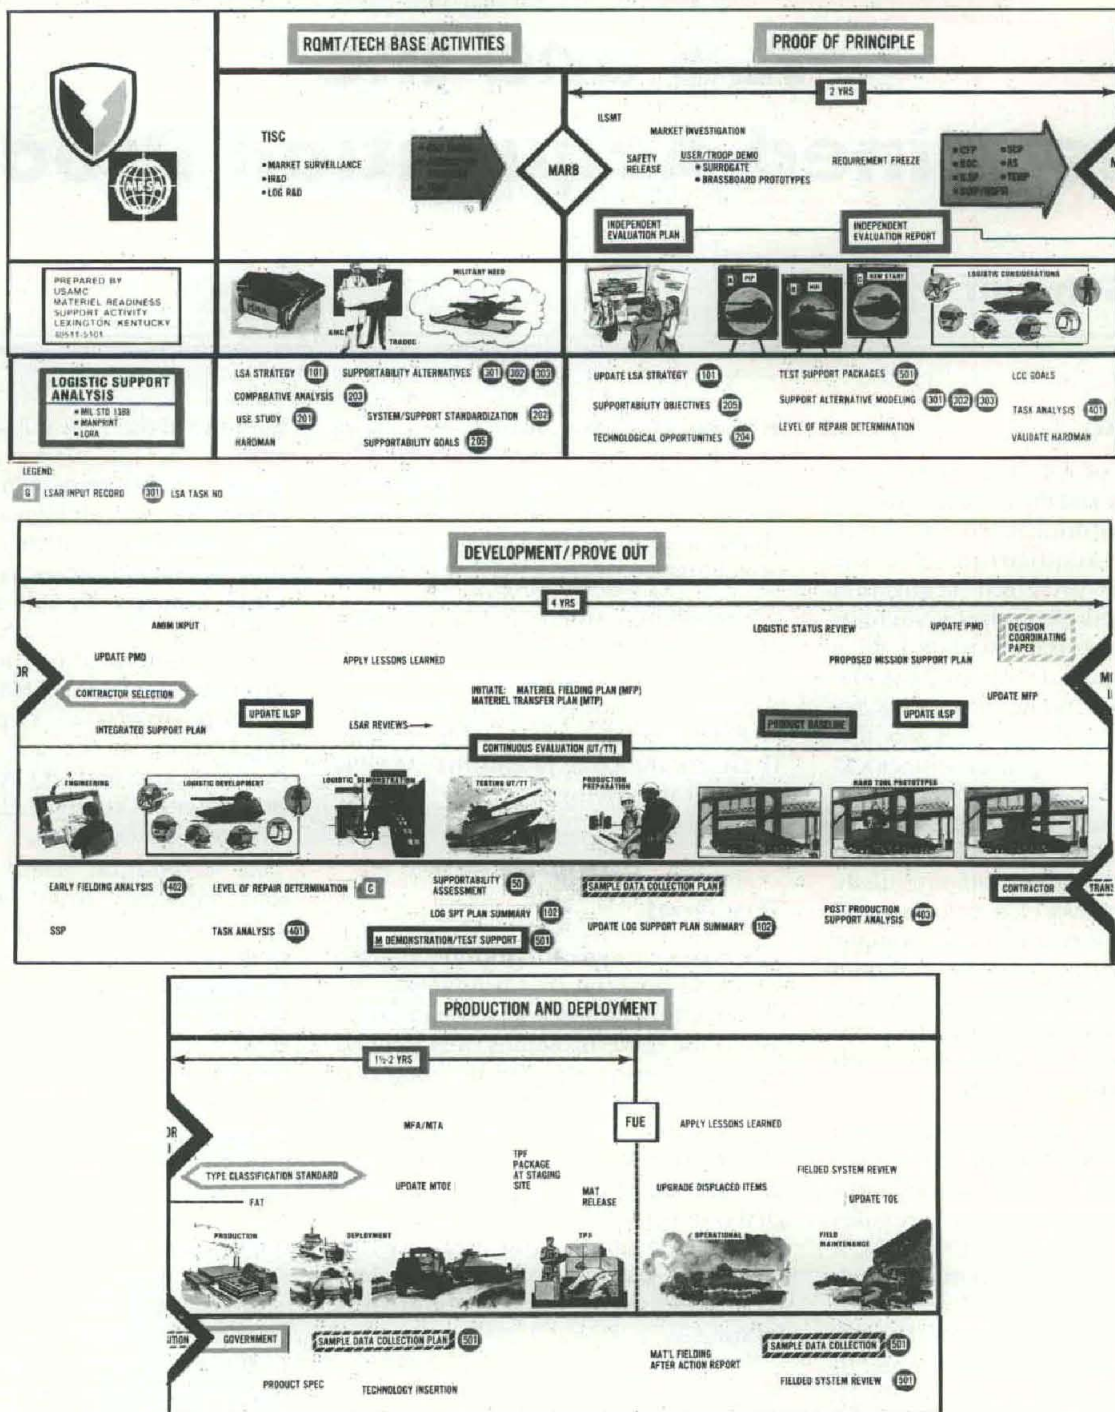 RQMT/TECH BASE ACTIVITIES
PROOF OF PRINCIPLE
2 YRS
TISC
• MARKET SURVEILLANCE
• IR&D
• LOG R&D
MARB
ILSMT
MARKET INVESTIGATION
SAFETY
RELEASE
USER/TROOP DEMO
• SURROGATE
• BRASSBOARD PROTOTYPES
REQUIREMENT FREEZE
INDEPENDENT
EVALUATION PLAN
INDEPENDENT
EVALUATION REPORT
MRSA
PREPARED BY
USAMC
MATERIEL READINESS
SUPPORT ACTIVITY
LEXINGTON KENTUCKY
40511-5101
AMC
TRADOC
MILITARY NEED
PIP
NDI
NEW START
LOGISTIC CONSIDERATIONS
LOGISTIC SUPPORT
ANALYSIS
• MIL STD 1388
• MANPRINT
• LORA
LSA STRATEGY 101
SUPPORTABILITY ALTERNATIVES 301 302 303
COMPARATIVE ANALYSIS 203
USE STUDY 201
SYSTEM/SUPPORT STANDARDIZATION 202
HARDMAN
SUPPORTABILITY GOALS 205
UPDATE LSA STRATEGY 101
TEST SUPPORT PACKAGES 501
LCC GOALS
SUPPORTABILITY OBJECTIVES 205
SUPPORT ALTERNATIVE MODELING 301 302 303
TASK ANALYSIS 401
TECHNOLOGICAL OPPORTUNITIES 204
LEVEL OF REPAIR DETERMINATION
VALIDATE HARDMAN
LEGEND:
G LSAR INPUT RECORD 301 LSA TASK NO
DEVELOPMENT/PROVE OUT
4 YRS
AMIM INPUT
LOGISTIC STATUS REVIEW
UPDATE IPMD
DECISION
COORDINATING
PAPER
UPDATE PMD
APPLY LESSONS LEARNED
PROPOSED MISSION SUPPORT PLAN
CONTRACTOR SELECTION
INITIATE: MATERIEL FIELDING PLAN (MFP)
MATERIEL TRANSFER PLAN (MTP)
UPDATE MFP
UPDATE ILSP
INTEGRATED SUPPORT PLAN
LSAR REVIEWS
PRODUCT BASELINE
UPDATE ILSP
CONTINUOUS EVALUATION (UT/TT)
ENGINEERING
LOGISTIC DEVELOPMENT
LOGISTIC DEMONSTRATION
TESTING UT/TT
PRODUCTION
PREPARATION
HARD TOOL PROTOTYPES
EARLY FIELDING ANALYSIS 402
LEVEL OF REPAIR DETERMINATION
SUPPORTABILITY
ASSESSMENT 50
SAMPLE DATA COLLECTION PLAN
CONTRACTOR
TRANS
LOG SPT PLAN SUMMARY 102
POST PRODUCTION
SUPPORT ANALYSIS 403
SSP
TASK ANALYSIS 401
M DEMONSTRATION/TEST SUPPORT 501
UPDATE LOG SUPPORT PLAN SUMMARY 102
PRODUCTION AND DEPLOYMENT
1½-2 YRS
MFA/MTA
FUE
APPLY LESSONS LEARNED
TYPE CLASSIFICATION STANDARD
UPDATE MTOE
TPF
PACKAGE
AT STAGING
SITE
MAT
RELEASE
UPGRADE DISPLACED ITEMS
FIELDED SYSTEM REVIEW
UPDATE TOE
FAT
PRODUCTION
DEPLOYMENT
TPF
OPERATIONAL
FIELD
MAINTENANCE
UTION
GOVERNMENT
SAMPLE DATA COLLECTION PLAN 501
MAT'L FIELDING
AFTER ACTION REPORT
SAMPLE DATA COLLECTION 501
PRODUCT SPEC
TECHNOLOGY INSERTION
FIELDED SYSTEM REVIEW 501